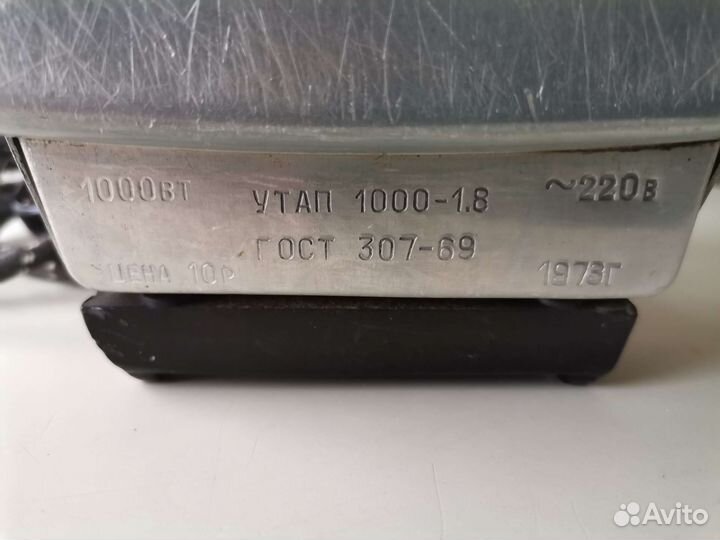 1000ВТ УТАП 1000-1.8 ~220В
ГОСТ 307-69
ЦЕНА 10Р 1973Г
Avito